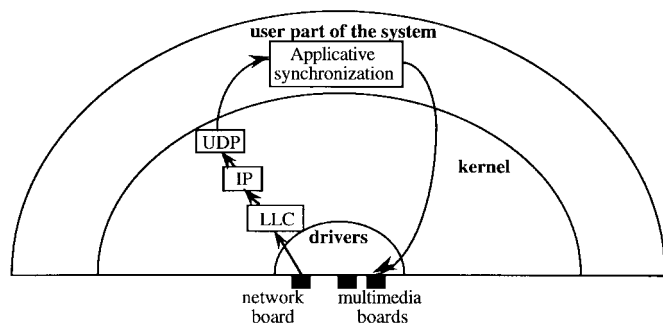 user part of the system
Applicative
synchronization
UDP
kernel
IP
LLC
drivers
network
board
multimedia
boards